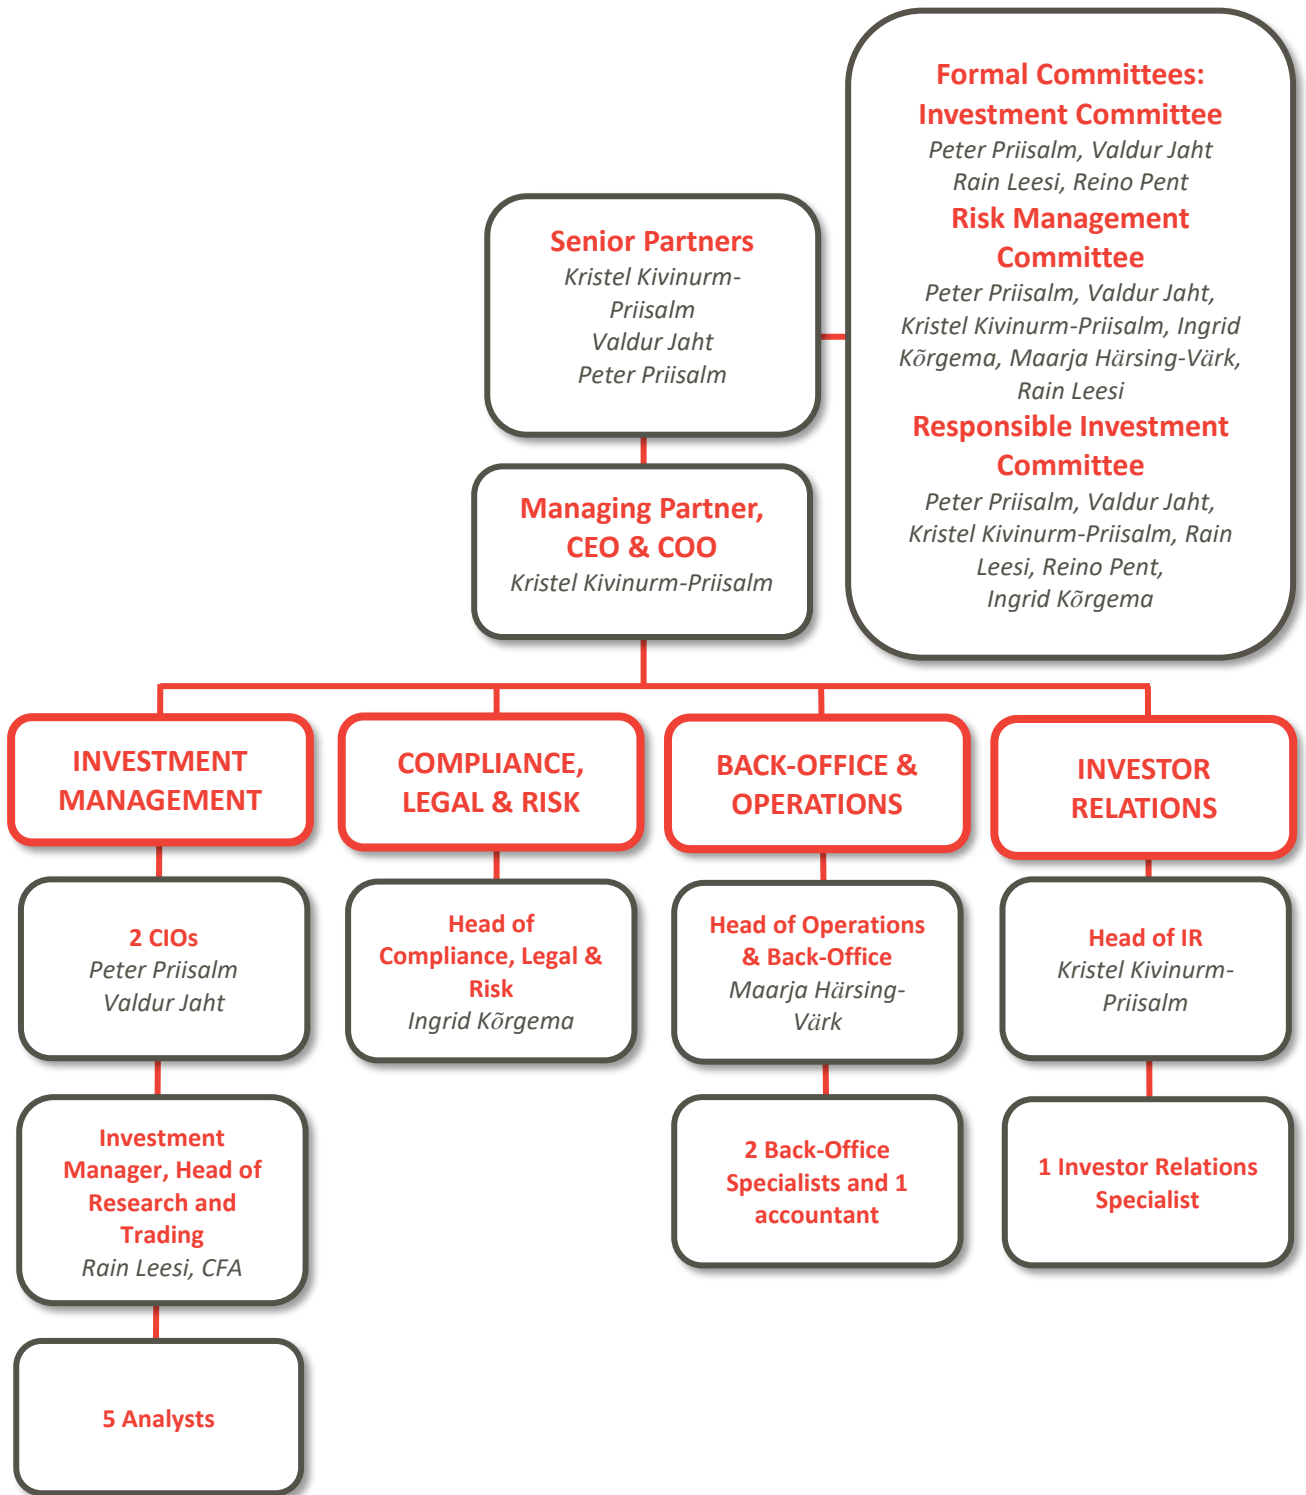 Formal Committees:
Investment Committee
Peter Priisalm, Valdur Jaht
Rain Leesi, Reino Pent
Risk Management
Committee
Peter Priisalm, Valdur Jaht,
Kristel Kivinurm-Priisalm, Ingrid
Kõrgema, Maarja Härsing-Värk,
Rain Leesi
Responsible Investment
Committee
Peter Priisalm, Valdur Jaht,
Kristel Kivinurm-Priisalm, Rain
Leesi, Reino Pent,
Ingrid Kõrgema
Senior Partners
Kristel Kivinurm-
Priisalm
Valdur Jaht
Peter Priisalm
Managing Partner,
CEO & COO
Kristel Kivinurm-Priisalm
INVESTMENT
MANAGEMENT
2 CIOs
Peter Priisalm
Valdur Jaht
Investment
Manager, Head of
Research and
Trading
Rain Leesi, CFA
5 Analysts
COMPLIANCE,
LEGAL & RISK
Head of
Compliance, Legal &
Risk
Ingrid Kõrgema
BACK-OFFICE &
OPERATIONS
Head of Operations
& Back-Office
Maarja Härsing-
Värk
2 Back-Office
Specialists and 1
accountant
INVESTOR
RELATIONS
Head of IR
Kristel Kivinurm-
Priisalm
1 Investor Relations
Specialist